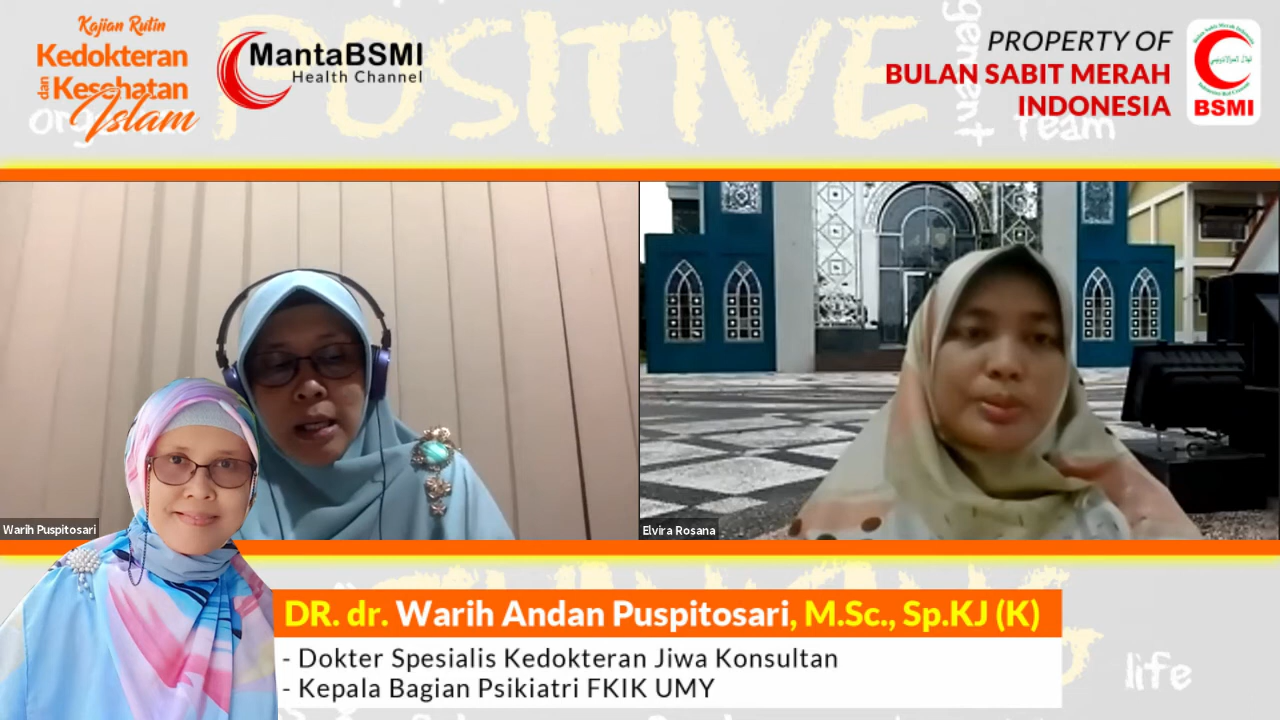 Kajian Rutin
Kedokteran
dan Kesehatan
Islam
MantaBSMI
Health Channel
PROPERTY OF
BULAN SABIT MERAH
INDONESIA
BSMI
POSITIVE
Team
Warih Puspitosari
Elvira Rosana
DR. dr. Warih Andan Puspitosari, M.Sc., Sp.KJ (K)
- Dokter Spesialis Kedokteran Jiwa Konsultan
- Kepala Bagian Psikiatri FKIK UMY
life